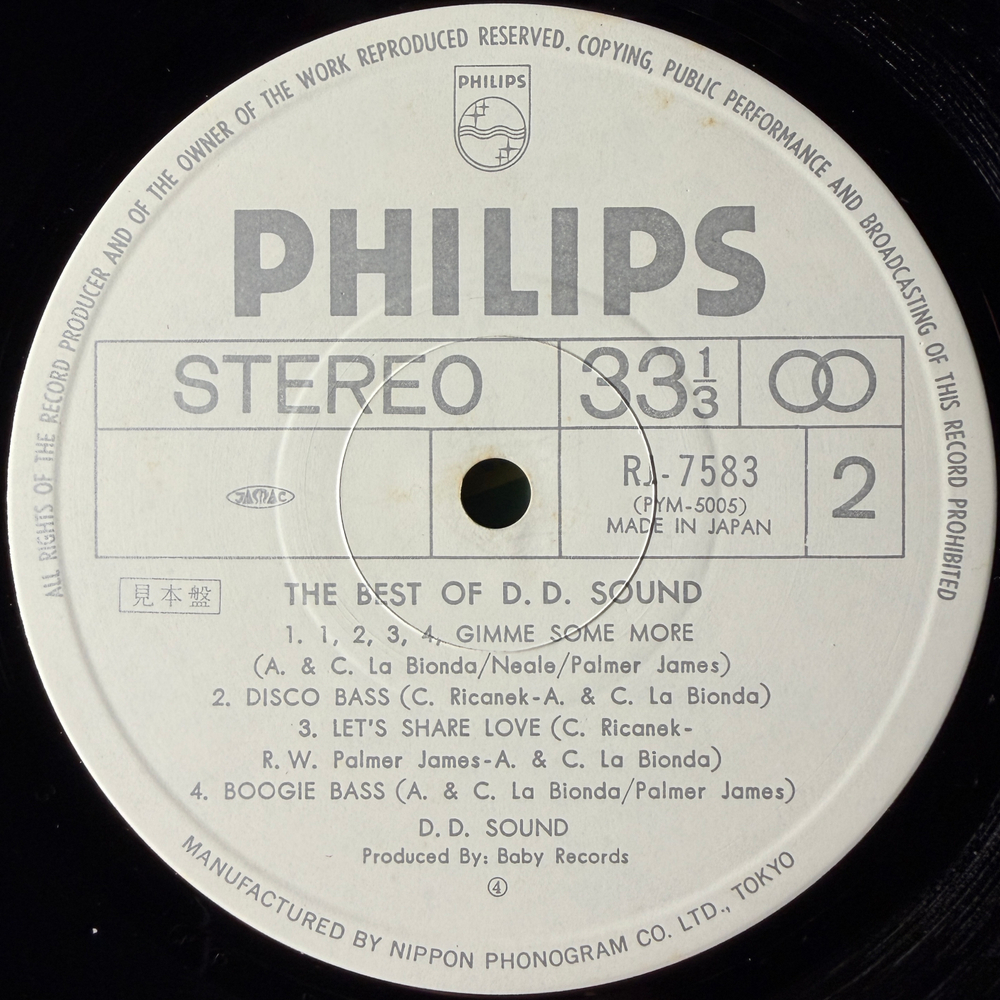 ALL RIGHTS OF THE RECORD PRODUCER AND OF THE OWNER OF THE WORK REPRODUCED RESERVED. COPYING, PUBLIC PERFORMANCE AND BROADCASTING OF THIS RECORD PROHIBITED
PHILIPS
PHILIPS
STEREO 33 1/3
JASRAC
RJ-7583
(PYM-5005)
MADE IN JAPAN
2
見本盤
THE BEST OF D.D. SOUND
1. 1, 2, 3, 4, GIMME SOME MORE
(A. & C. La Bionda/Neale/Palmer James)
2. DISCO BASS (C. Ricanek-A. & C. La Bionda)
3. LET'S SHARE LOVE (C. Ricanek-
R.W. Palmer James-A. & C. La Bionda)
4. BOOGIE BASS (A. & C. La Bionda/Palmer James)
D.D. SOUND
Produced By: Baby Records
④
MANUFACTURED BY NIPPON PHONOGRAM CO. LTD., TOKYO